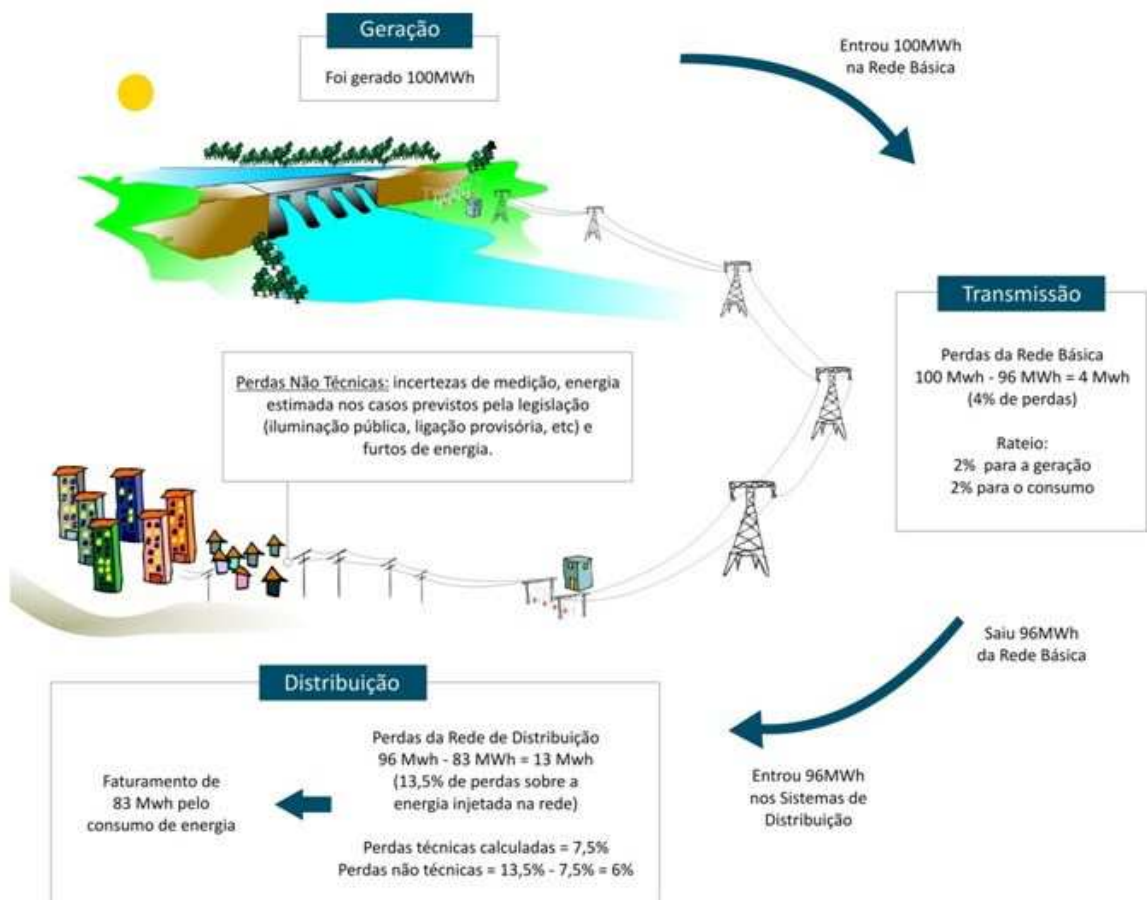 Geração
Foi gerado 100MWh
Entrou 100MWh
na Rede Básica
Transmissão
Perdas da Rede Básica
100 Mwh - 96 MWh = 4 Mwh
(4% de perdas)
Rateio:
2% para a geração
2% para o consumo
Perdas Não Técnicas: incertezas de medição, energia
estimada nos casos previstos pela legislação
(iluminação pública, ligação provisória, etc) e
furtos de energia.
Saiu 96MWh
da Rede Básica
Entrou 96MWh
nos Sistemas de
Distribuição
Distribuição
Perdas da Rede de Distribuição
96 Mwh - 83 MWh = 13 Mwh
(13,5% de perdas sobre a
energia injetada na rede)
Perdas técnicas calculadas = 7,5%
Perdas não técnicas = 13,5% - 7,5% = 6%
Faturamento de
83 Mwh pelo
consumo de energia